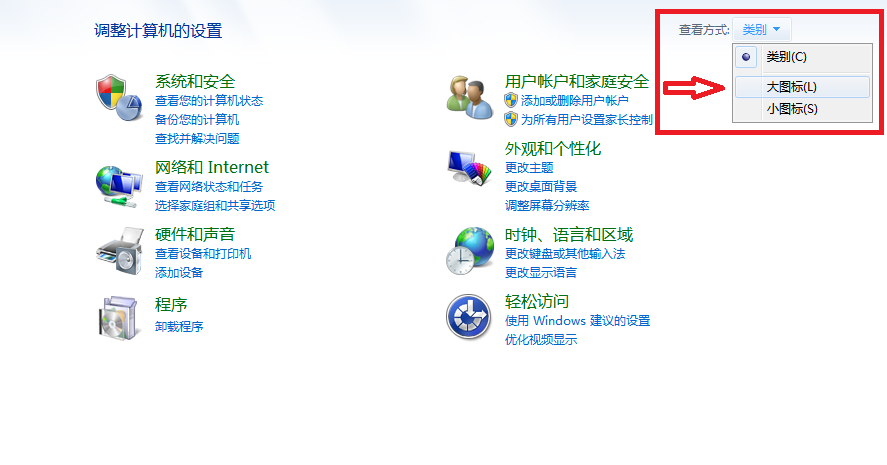 调整计算机的设置
查看方式: 类别
类别(C)
大图标(L)
小图标(S)
系统和安全
查看您的计算机状态
备份您的计算机
查找并解决问题
网络和 Internet
查看网络状态和任务
选择家庭组和共享选项
硬件和声音
查看设备和打印机
添加设备
程序
卸载程序
用户帐户和家庭安全
添加或删除用户帐户
为所有用户设置家长控制
外观和个性化
更改主题
更改桌面背景
调整屏幕分辨率
时钟、语言和区域
更改键盘或其他输入法
更改显示语言
轻松访问
使用 Windows 建议的设置
优化视频显示